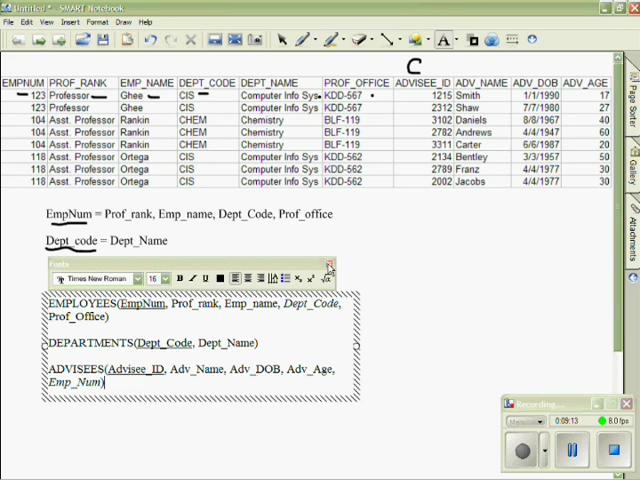 Untitled * - SMART Notebook
File Edit View Insert Format Draw Help
C
EMPNUM PROF_RANK EMP_NAME DEPT_CODE DEPT_NAME PROF_OFFICE ADVISEE_ID ADV_NAME ADV_DOB ADV_AGE
123 Professor Ghee CIS Computer Info Sys KDD-567 1215 Smith 1/1/1990 17
123 Professor Ghee CIS Computer Info Sys KDD-567 2312 Shaw 7/7/1980 27
104 Asst. Professor Rankin CHEM Chemistry BLF-119 3102 Daniels 8/8/1967 40
104 Asst. Professor Rankin CHEM Chemistry BLF-119 2782 Andrews 4/4/1947 60
104 Asst. Professor Rankin CHEM Chemistry BLF-119 3311 Carter 6/6/1987 20
118 Asst. Professor Ortega CIS Computer Info Sys KDD-562 2134 Bentley 3/3/1957 50
118 Asst. Professor Ortega CIS Computer Info Sys KDD-562 2789 Franz 4/4/1977 30
118 Asst. Professor Ortega CIS Computer Info Sys KDD-562 2002 Jacobs 4/4/1977 30
EmpNum = Prof_rank, Emp_name, Dept_Code, Prof_office
Dept_code = Dept_Name
Fonts
Times New Roman 16 B I U
EMPLOYEES(EmpNum, Prof_rank, Emp_name, Dept_Code,
Prof_Office)
DEPARTMENTS(Dept_Code, Dept_Name)
ADVISEES(Advisee_ID, Adv_Name, Adv_DOB, Adv_Age,
Emp_Num)
Page Sorter
Gallery
Attachments
Recording...
Menu 0:09:13 8.0 fps